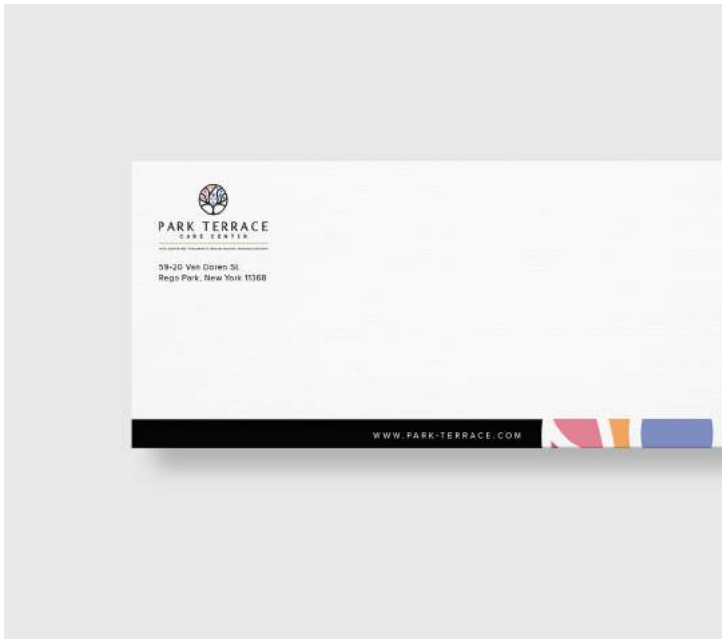 PARK TERRACE
CARE CENTER
59-20 Van Doren St.
Rego Park, New York 11368
WWW.PARK-TERRACE.COM